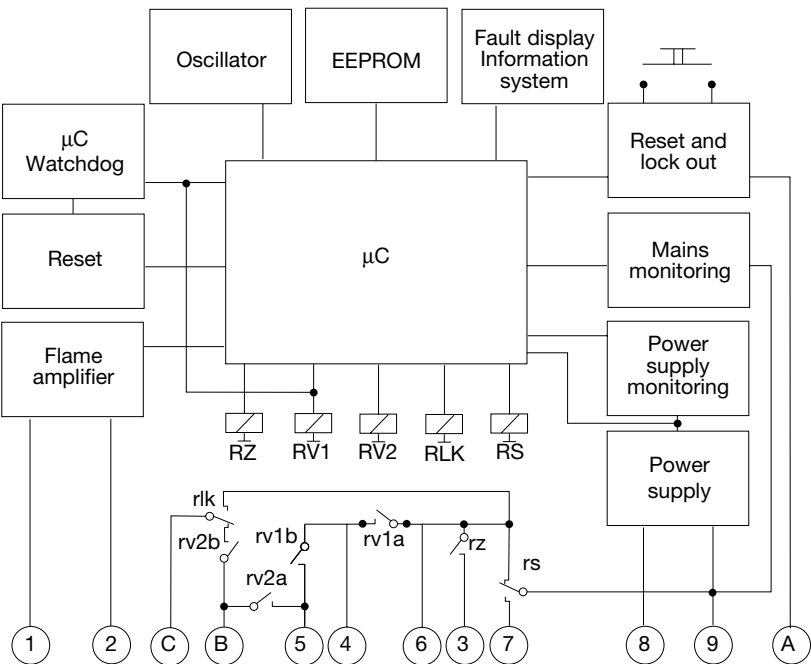 Oscillator
EEPROM
Fault display
Information
system
μC
Watchdog
Reset and
lock out
Reset
μC
Mains
monitoring
Flame
amplifier
Power
supply
monitoring
RZ
RV1
RV2
RLK
RS
Power
supply
rlk
rv2b
rv1b
rv1a
rz
rs
rv2a
1
2
C
B
5
4
6
3
7
8
9
A